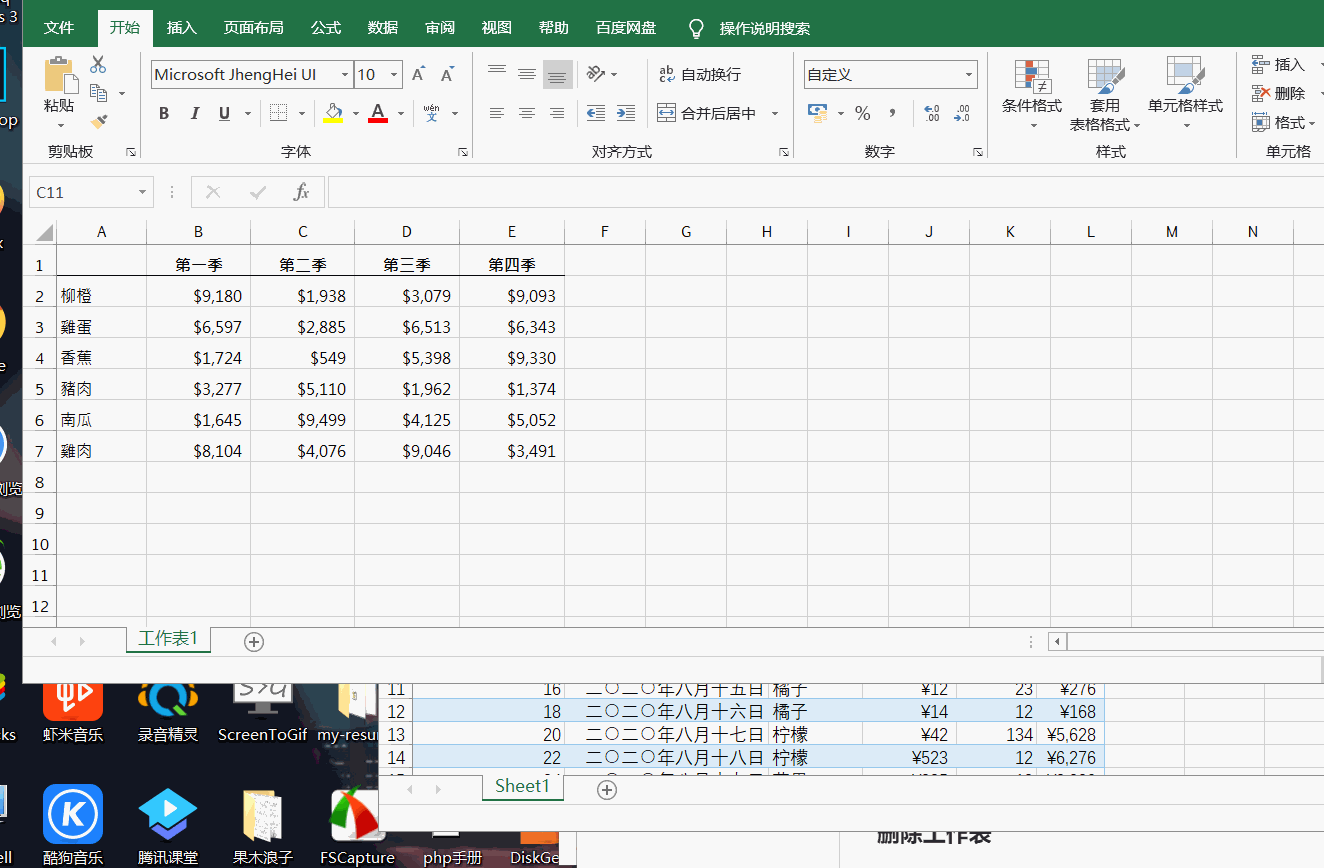 s 3
文件 开始 插入 页面布局 公式 数据 审阅 视图 帮助 百度网盘 操作说明搜索
粘贴
剪贴板
Microsoft JhengHei UI 10 A A
B I U A wén 文
字体
ab 自动换行
合并后居中
对齐方式
自定义
% , .00 .00
数字
条件格式
套用
表格格式
单元格样式
样式
插入
删除
格式
单元格
C11 fx
A B C D E F G H I J K L M N
1 第一季 第二季 第三季 第四季
2 柳橙 $9,180 $1,938 $3,079 $9,093
3 雞蛋 $6,597 $2,885 $6,513 $6,343
4 香蕉 $1,724 $549 $5,398 $9,330
5 豬肉 $3,277 $5,110 $1,962 $1,374
6 南瓜 $1,645 $9,499 $4,125 $5,052
7 雞肉 $8,104 $4,076 $9,046 $3,491
8
9
10
11
12
工作表1
op
浏览
浏览
11 16 二〇二〇年八月十五日 橘子 ¥12 23 ¥276
12 18 二〇二〇年八月十六日 橘子 ¥14 12 ¥168
13 20 二〇二〇年八月十七日 柠檬 ¥42 134 ¥5,628
14 22 二〇二〇年八月十八日 柠檬 ¥523 12 ¥6,276
Sheet1
删除工作表
ks 虾米音乐 录音精灵 ScreenToGif my-resu
ell 酷狗音乐 腾讯课堂 果木浪子 FSCapture php手册 DiskGe